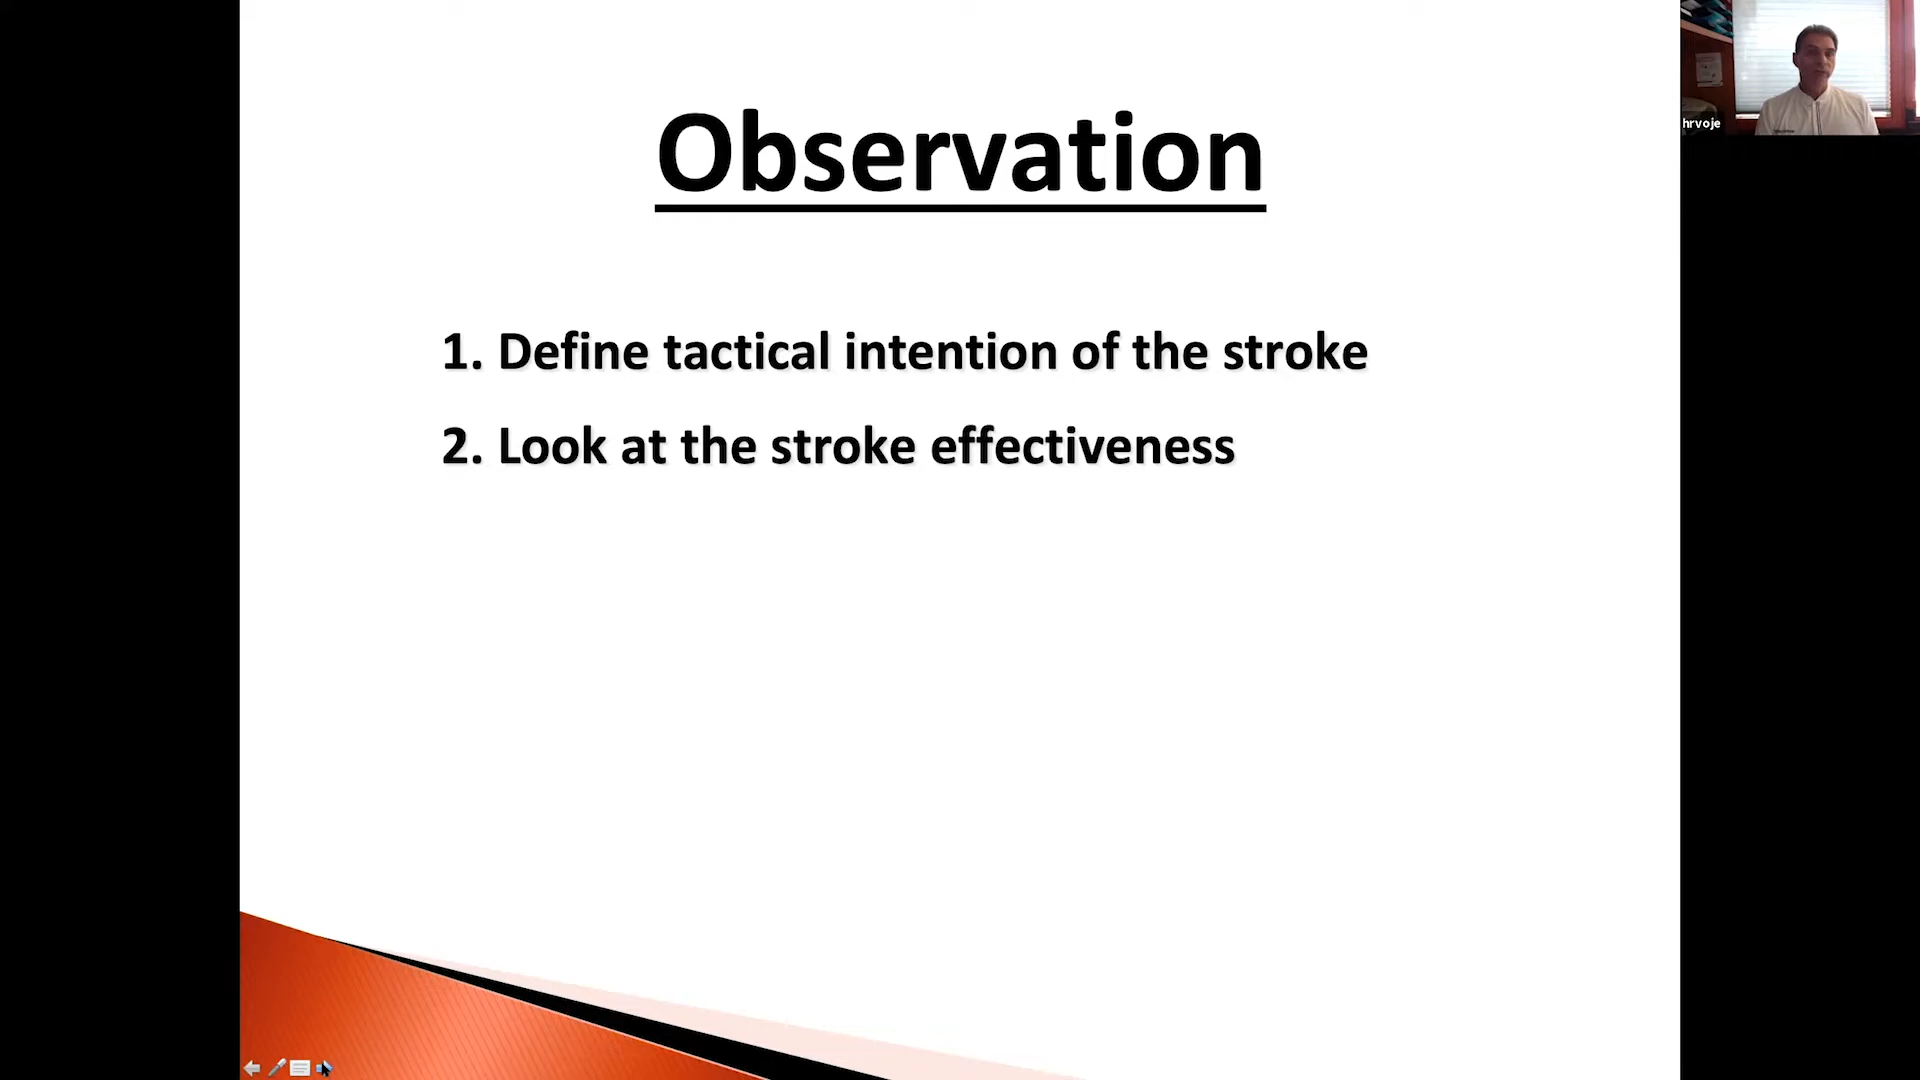 Observation
1. Define tactical intention of the stroke
2. Look at the stroke effectiveness
hrvoje